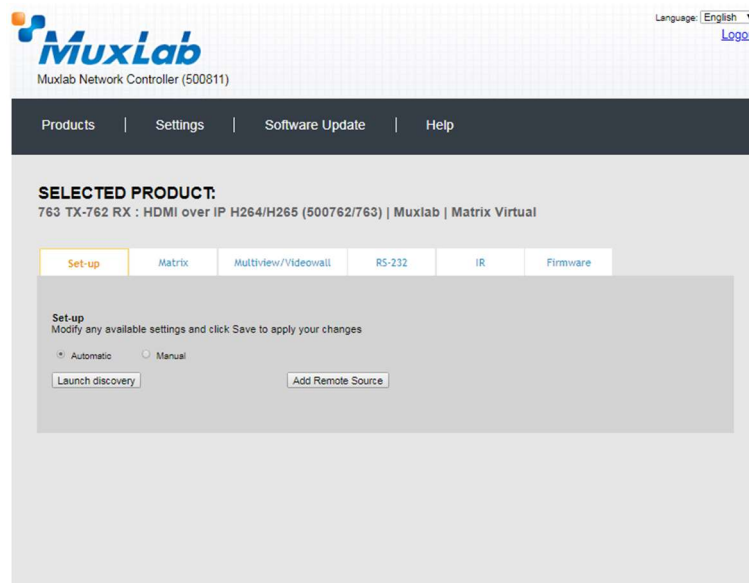 Language: English
Logo
MuxLab
Muxlab Network Controller (500811)
Products | Settings | Software Update | Help
SELECTED PRODUCT:
763 TX-762 RX : HDMI over IP H264/H265 (500762/763) | Muxlab | Matrix Virtual
Set-up Matrix Multiview/Videowall RS-232 IR Firmware
Set-up
Modify any available settings and click Save to apply your changes
Automatic Manual
Launch discovery Add Remote Source